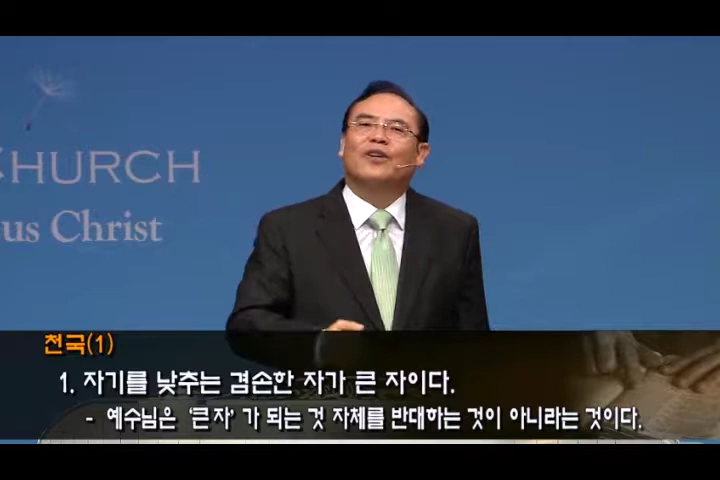 CHURCH
us Christ
천국(1)
1. 자기를 낮추는 겸손한 자가 큰 자이다.
- 예수님은 '큰자' 가 되는 것 자체를 반대하는 것이 아니라는 것이다.